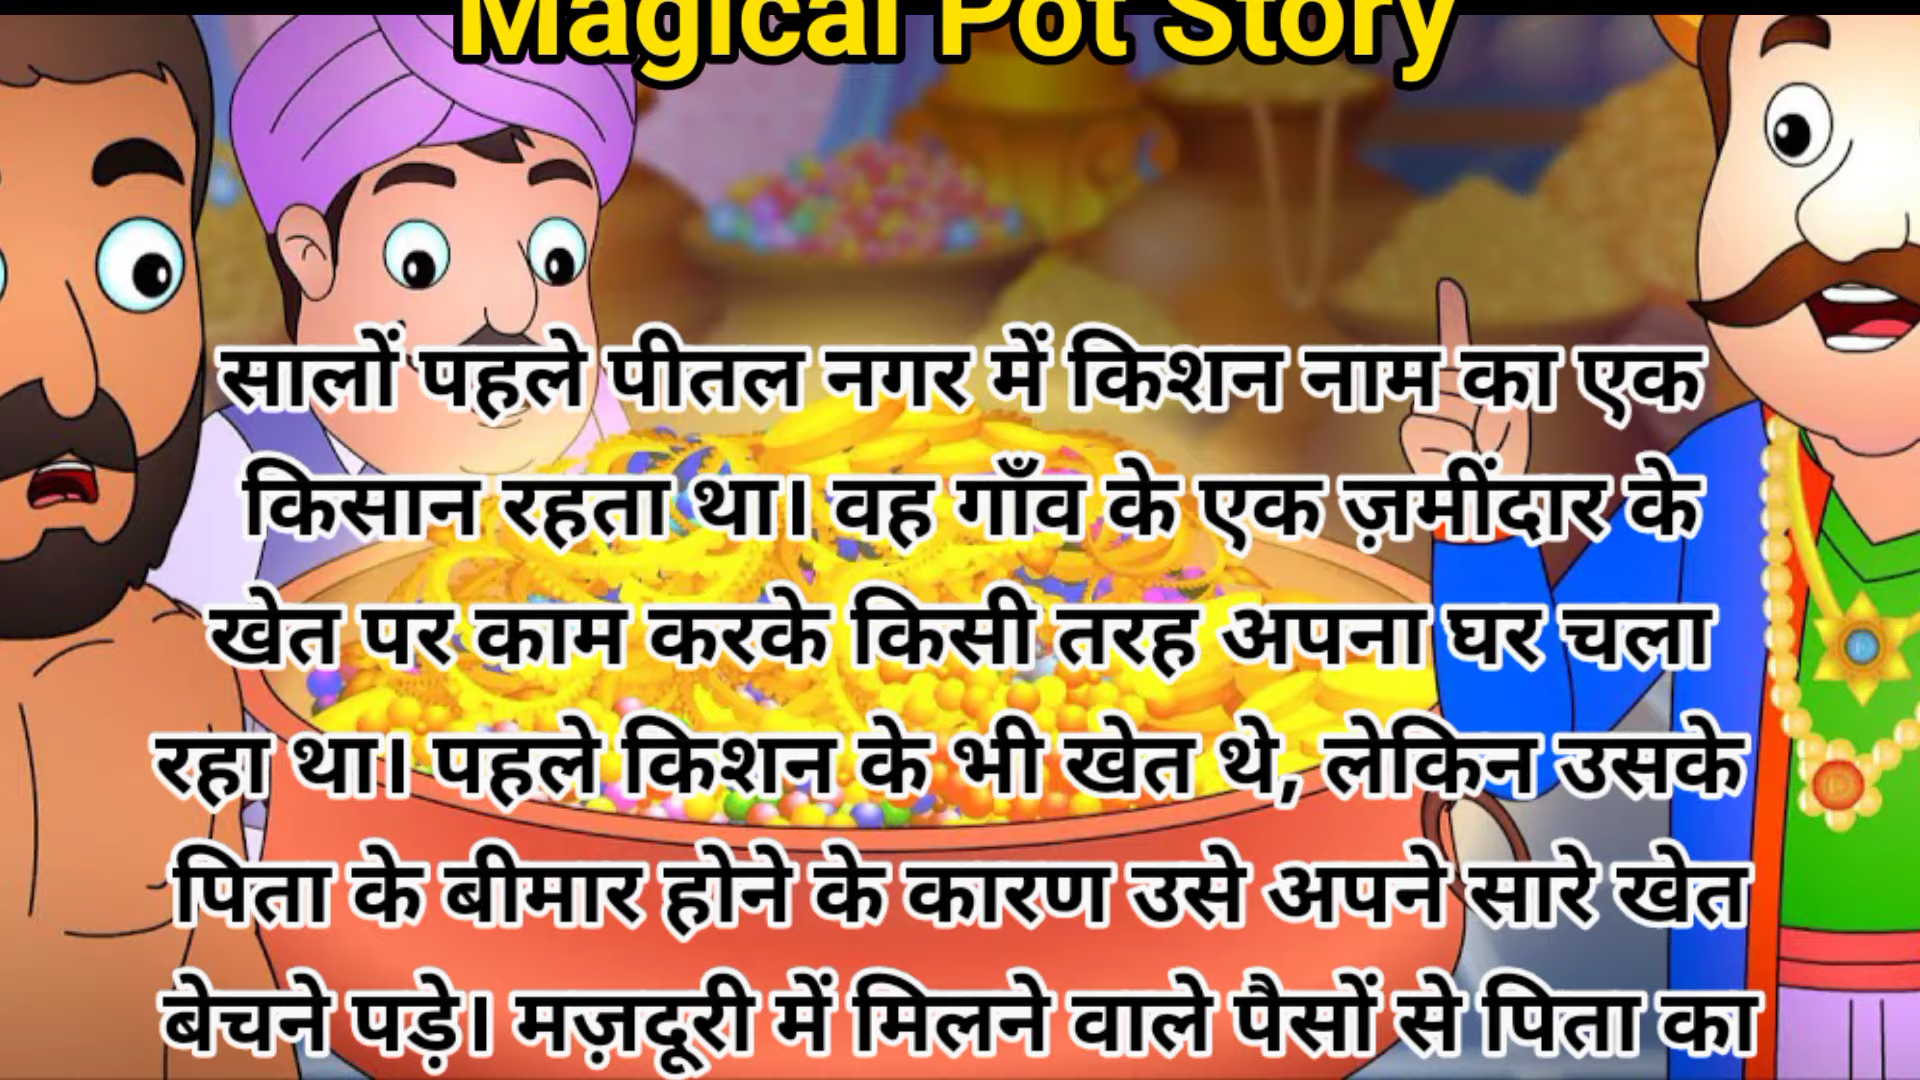 Magical Pot Story
सालों पहले पीतल नगर में किशन नाम का एक
किसान रहता था। वह गाँव के एक ज़मींदार के
खेत पर काम करके किसी तरह अपना घर चला
रहा था। पहले किशन के भी खेत थे, लेकिन उसके
पिता के बीमार होने के कारण उसे अपने सारे खेत
बेचने पड़े। मज़दूरी में मिलने वाले पैसों से पिता का